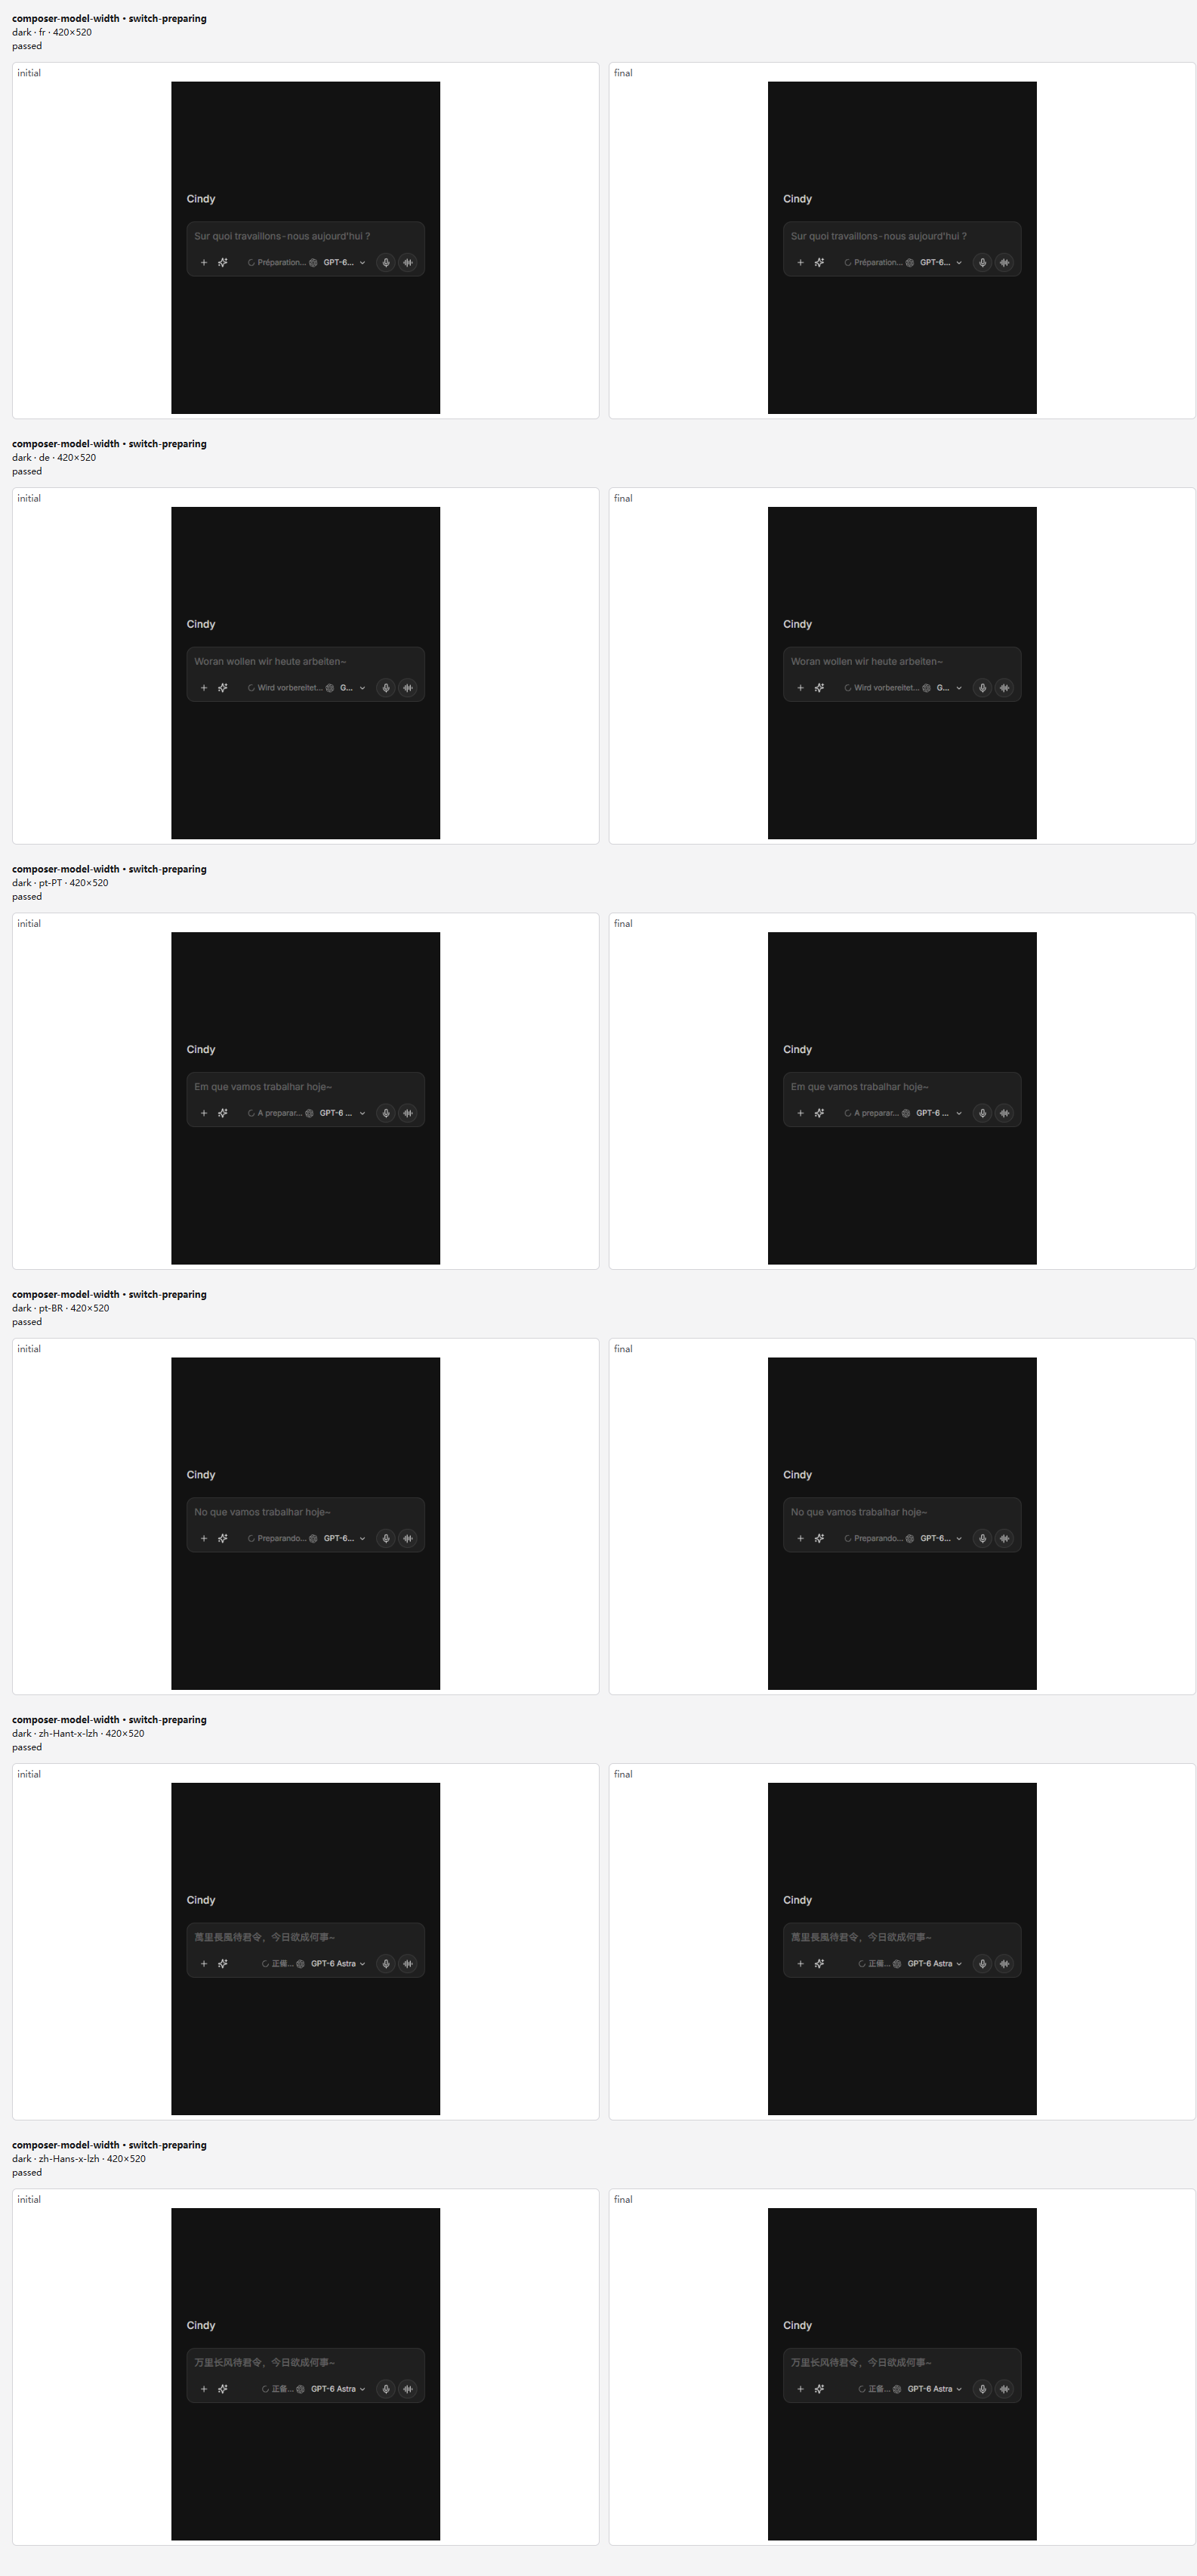 composer-model-width • switch-preparing
dark · fr · 420×520
passed
initial
final
Cindy
Cindy
Sur quoi travaillons-nous aujourd'hui ?
Sur quoi travaillons-nous aujourd'hui ?
Préparation... GPT-6...
Préparation... GPT-6...
composer-model-width • switch-preparing
dark · de · 420×520
passed
initial
final
Cindy
Cindy
Woran wollen wir heute arbeiten~
Woran wollen wir heute arbeiten~
Wird vorbereitet... G...
Wird vorbereitet... G...
composer-model-width • switch-preparing
dark · pt-PT · 420×520
passed
initial
final
Cindy
Cindy
Em que vamos trabalhar hoje~
Em que vamos trabalhar hoje~
A preparar... GPT-6 ...
A preparar... GPT-6 ...
composer-model-width • switch-preparing
dark · pt-BR · 420×520
passed
initial
final
Cindy
Cindy
No que vamos trabalhar hoje~
No que vamos trabalhar hoje~
Preparando... GPT-6...
Preparando... GPT-6...
composer-model-width • switch-preparing
dark · zh-Hant-x-lzh · 420×520
passed
initial
final
Cindy
Cindy
萬里長風待君令，今日欲成何事~
萬里長風待君令，今日欲成何事~
正備... GPT-6 Astra
正備... GPT-6 Astra
composer-model-width • switch-preparing
dark · zh-Hans-x-lzh · 420×520
passed
initial
final
Cindy
Cindy
万里长风待君令，今日欲成何事~
万里长风待君令，今日欲成何事~
正备... GPT-6 Astra
正备... GPT-6 Astra